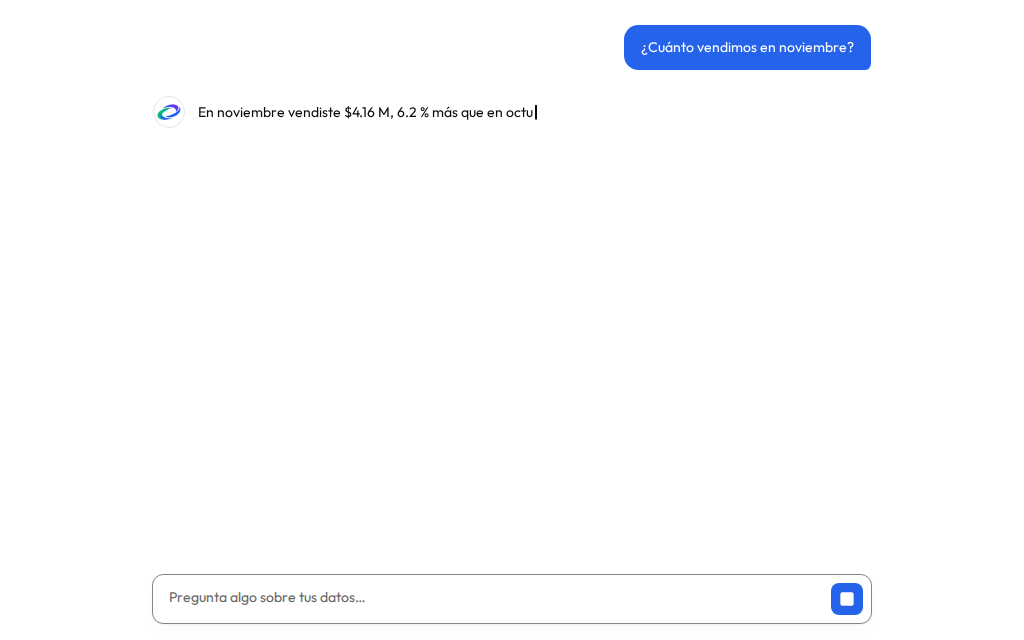 ¿Cuánto vendimos en noviembre?
En noviembre vendiste $4.16 M, 6.2 % más que en octu
Pregunta algo sobre tus datos...